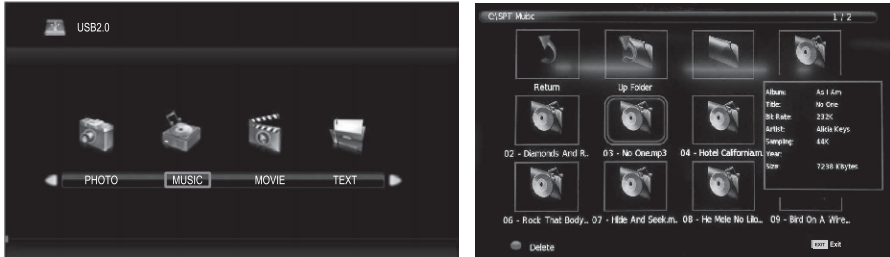 USB2.0
PHOTO MUSIC MOVIE TEXT
C:\SPT Muisc 1 / 2
Return Up Folder
Album: As I Am
Title: No One
Bit Rate: 232K
Artist: Alicia Keys
Sampling: 44K
Year:
Size: 7238 KBytes
02 - Diamonds And R.. 03 - No One.mp3 04 - Hotel California.m.
06 - Rock That Body... 07 - Hide And Seek.m.. 08 - He Mele No Lilo... 09 - Bird On A Wire...
Delete EXIT Exit